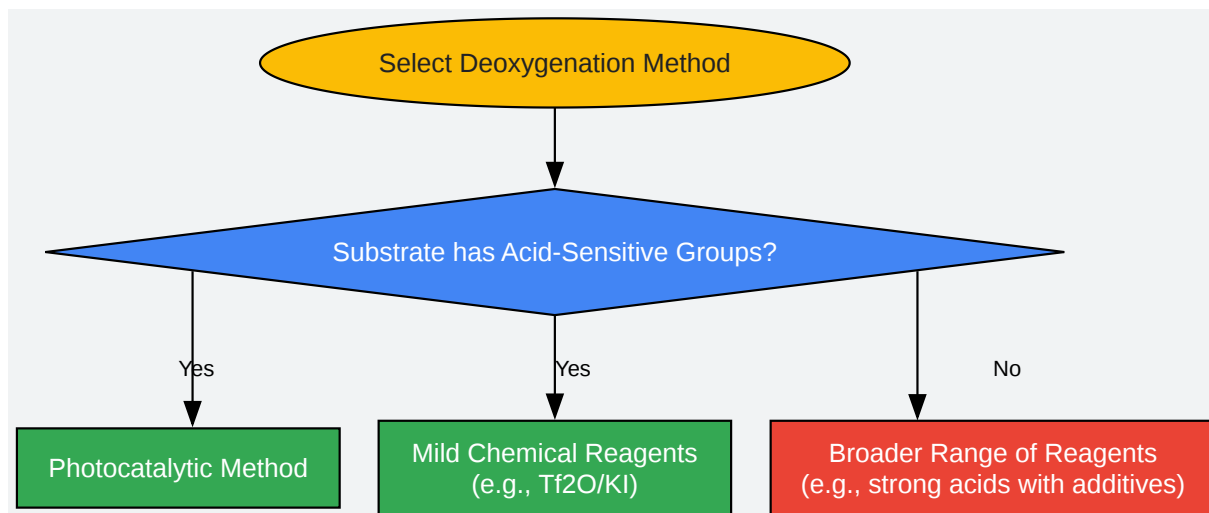 Select Deoxygenation Method
Substrate has Acid-Sensitive Groups?
Yes
Yes
No
Photocatalytic Method
Mild Chemical Reagents
(e.g., Tf2O/KI)
Broader Range of Reagents
(e.g., strong acids with additives)